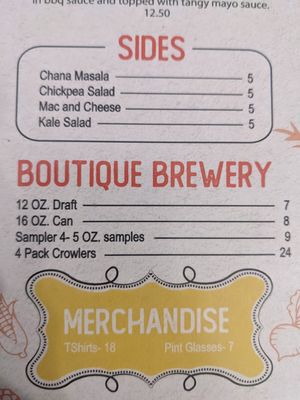 in bbq sauce and topped with tangy mayo sauce.
12.50
SIDES
Chana Masala 5
Chickpea Salad 5
Mac and Cheese 5
Kale Salad 5
BOUTIQUE BREWERY
12 OZ. Draft 7
16 OZ. Can 8
Sampler 4- 5 OZ. samples 9
4 Pack Crowlers 24
MERCHANDISE
TShirts- 18 Pint Glasses- 7